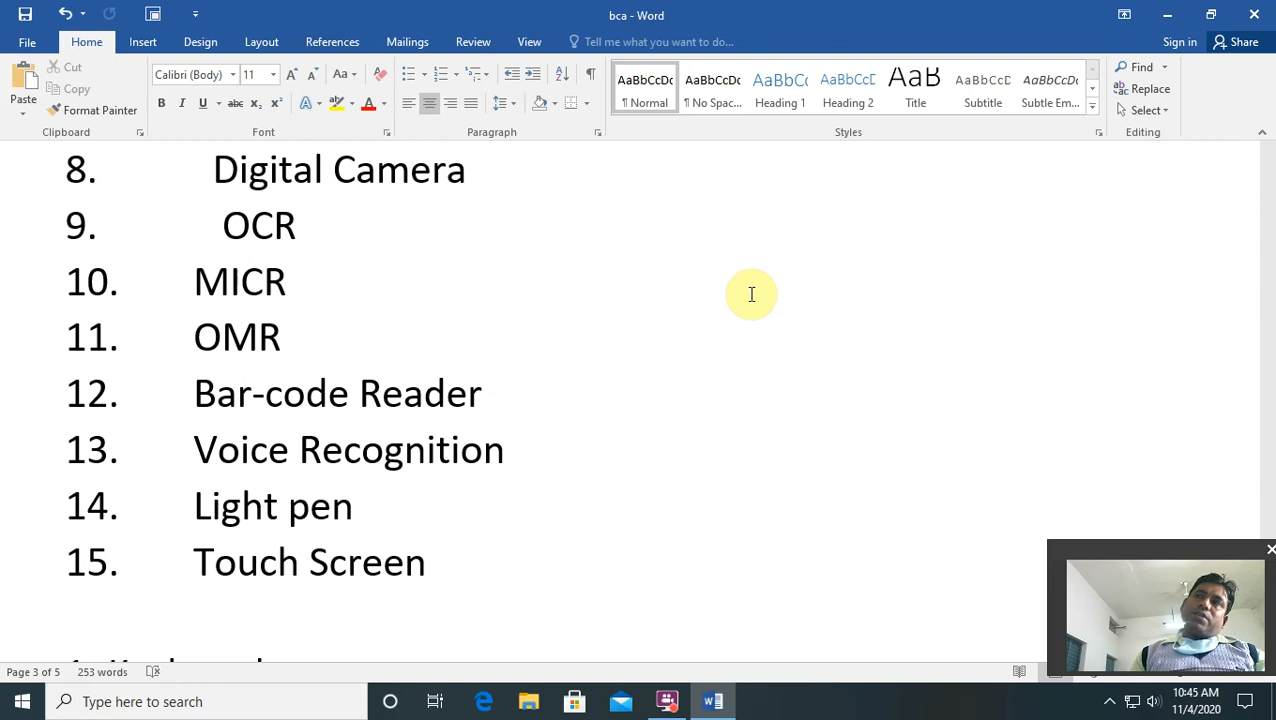 bca - Word
File Home Insert Design Layout References Mailings Review View Tell me what you want to do... Sign in Share
Paste Cut Copy Format Painter Clipboard
Calibri (Body) 11 Font
Paragraph
AaBbCcDc ¶ Normal AaBbCcDc ¶ No Spac... AaBbCc Heading 1 AaBbCcD Heading 2 AaB Title AaBbCcDc Subtitle AaBbCcDc Subtle Em... Styles
Find Replace Select Editing
8. Digital Camera
9. OCR
10. MICR
11. OMR
12. Bar-code Reader
13. Voice Recognition
14. Light pen
15. Touch Screen
Page 3 of 5 253 words
Type here to search
10:45 AM
11/4/2020